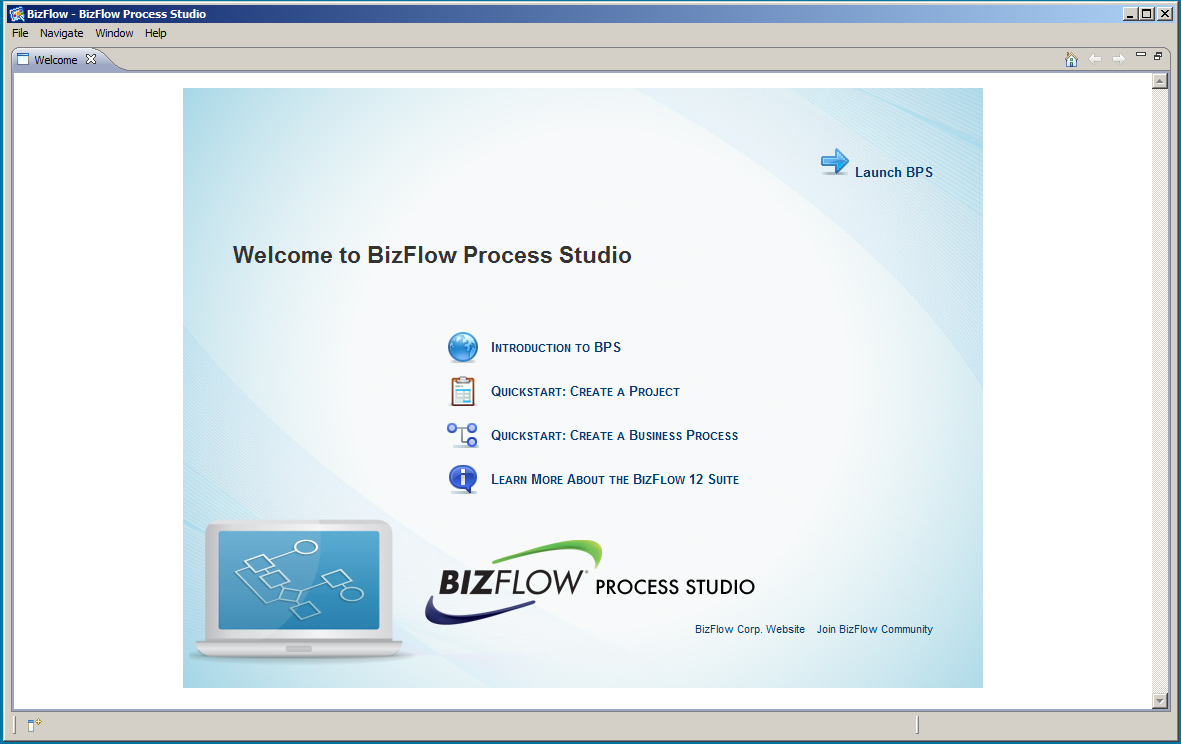 BizFlow - BizFlow Process Studio
File Navigate Window Help
Welcome
Launch BPS
Welcome to BizFlow Process Studio
INTRODUCTION TO BPS
QUICKSTART: CREATE A PROJECT
QUICKSTART: CREATE A BUSINESS PROCESS
LEARN MORE ABOUT THE BIZFLOW 12 SUITE
BIZFLOW PROCESS STUDIO
BizFlow Corp. Website Join BizFlow Community